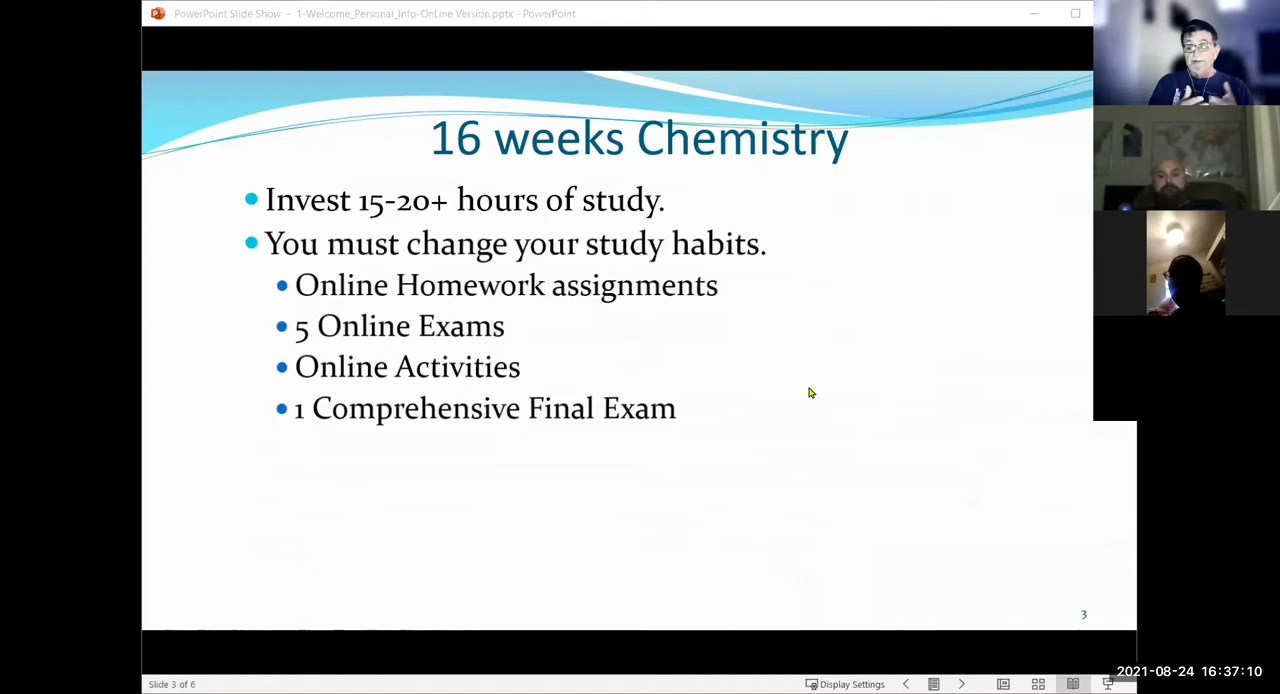 PowerPoint Slide Show - 1-Welcome_Personal_Info-OnLine Version.pptx - PowerPoint
16 weeks Chemistry
Invest 15-20+ hours of study.
You must change your study habits.
Online Homework assignments
5 Online Exams
Online Activities
1 Comprehensive Final Exam
3
2021-08-24 16:37:10
Slide 3 of 6
Display Settings